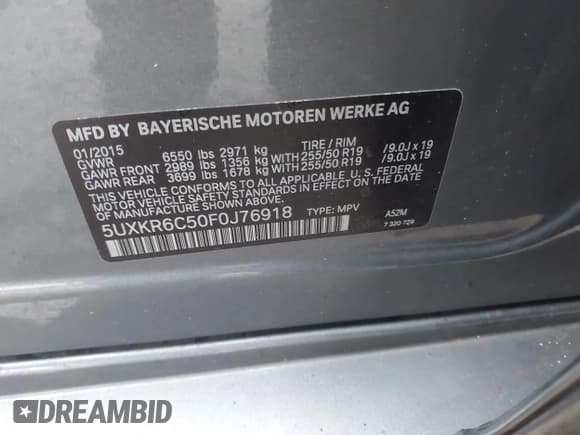 MFD BY BAYERISCHE MOTOREN WERKE AG
01/2015 TIRE / RIM
GVWR 6550 lbs 2971 kg
GAWR FRONT 2989 lbs 1356 kg WITH 255/50 R19 /9.0J x 19
GAWR REAR 3699 lbs 1678 kg WITH 255/50 R19 /9.0J x 19
THIS VEHICLE CONFORMS TO ALL APPLICABLE U. S. FEDERAL
MOTOR VEHICLE SAFETY STANDARDS IN EFFECT ON THE DATE OF
MANUFACTURE SHOWN ABOVE.
5UXKR6C50F0J76918 TYPE: MPV A52M
7 320 729
DREAMBID